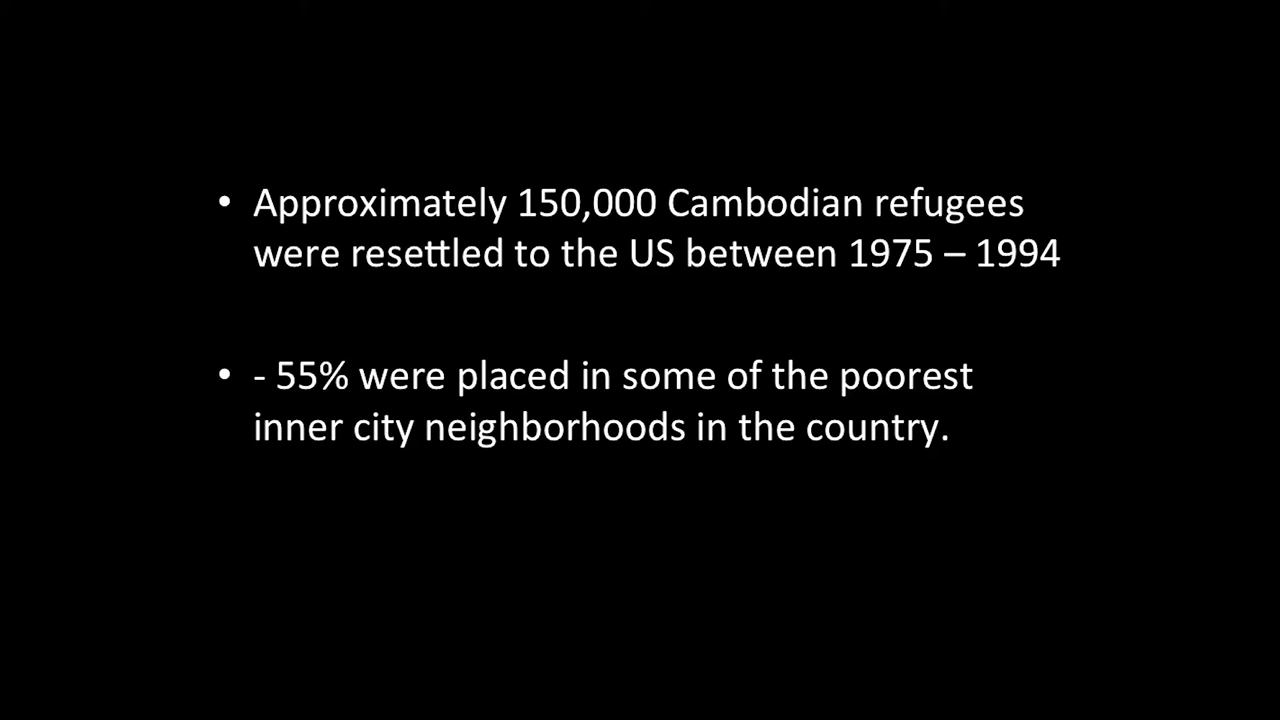 • Approximately 150,000 Cambodian refugees
were resettled to the US between 1975 – 1994
• - 55% were placed in some of the poorest
inner city neighborhoods in the country.